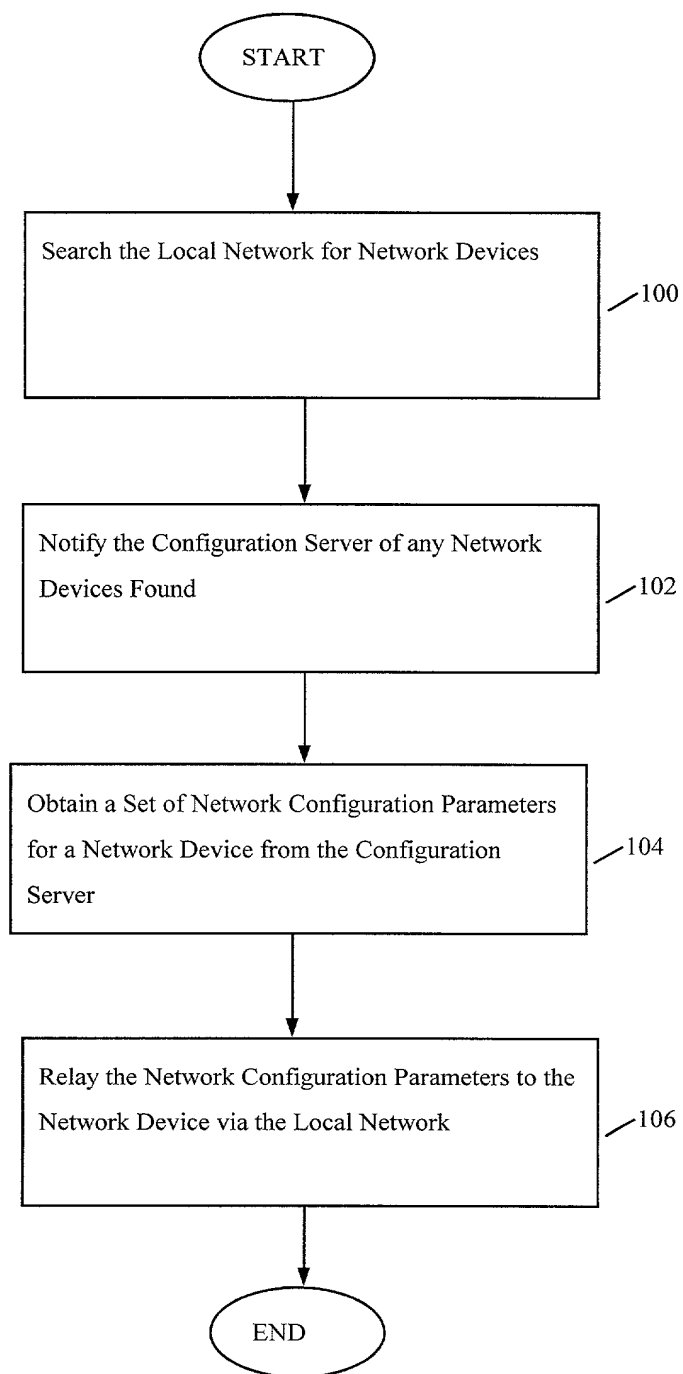 START
Search the Local Network for Network Devices
100
Notify the Configuration Server of any Network
Devices Found
102
Obtain a Set of Network Configuration Parameters
for a Network Device from the Configuration
Server
104
Relay the Network Configuration Parameters to the
Network Device via the Local Network
106
END